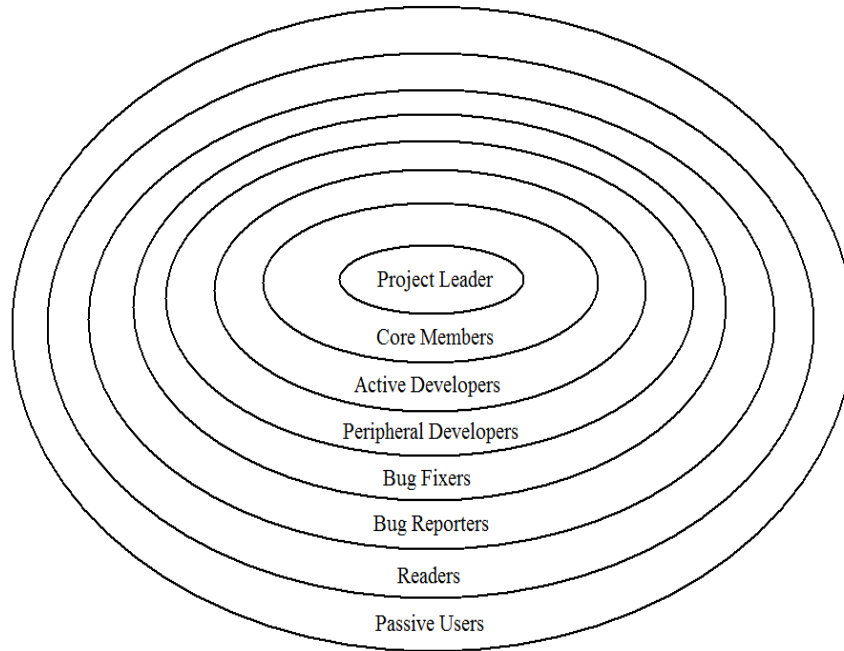 Project Leader
Core Members
Active Developers
Peripheral Developers
Bug Fixers
Bug Reporters
Readers
Passive Users